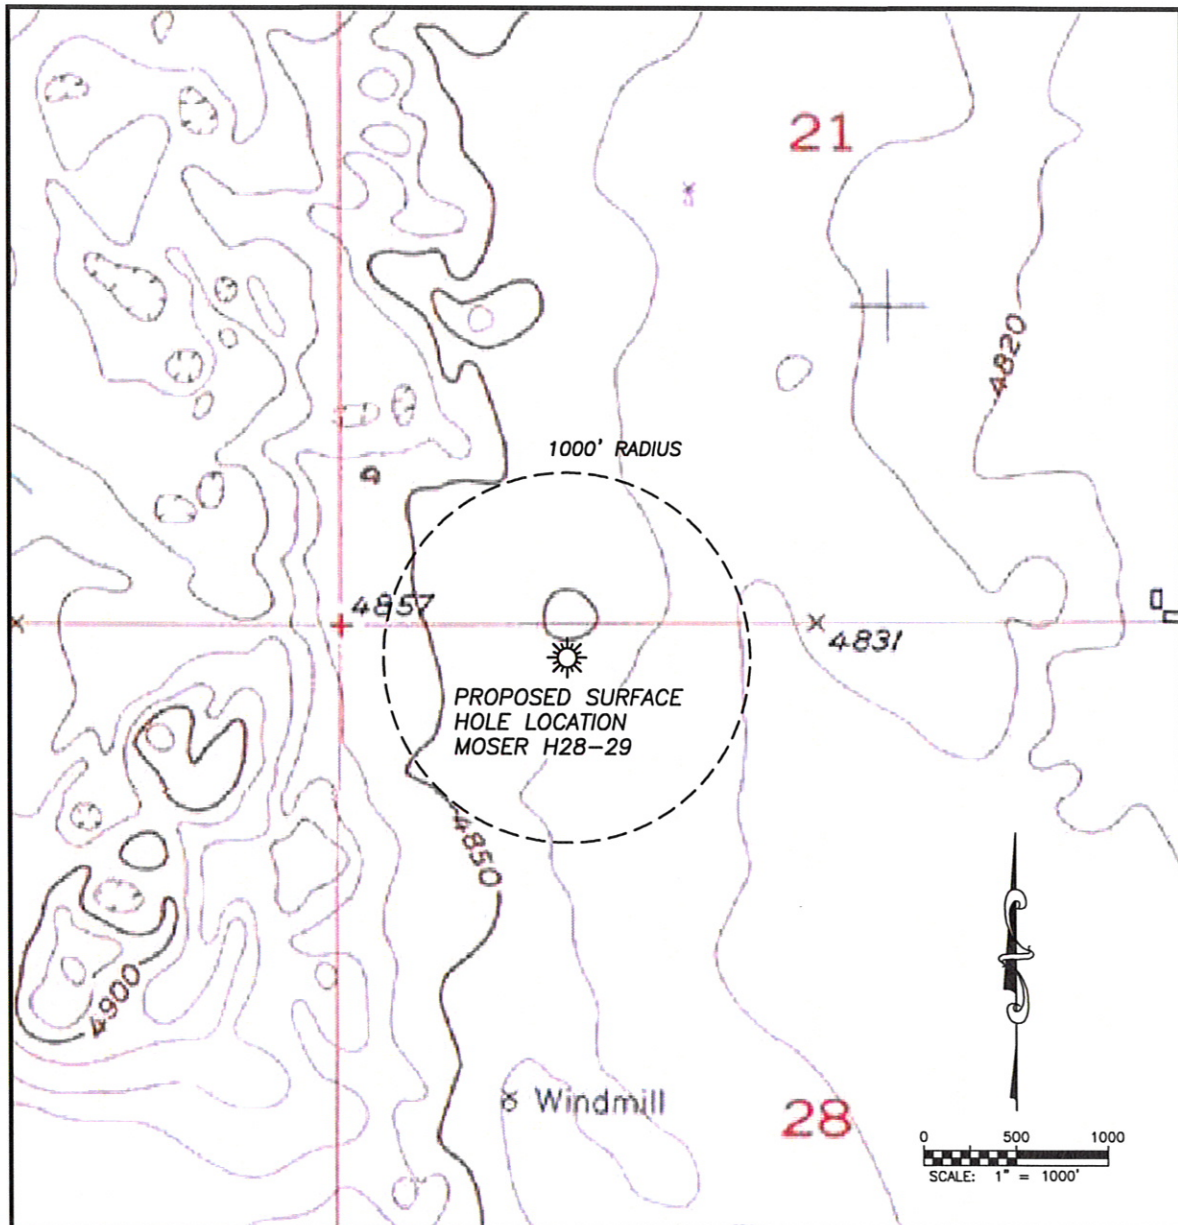 21
4820
1000' RADIUS
4857
4831
PROPOSED SURFACE
HOLE LOCATION
MOSER H28-29
4850
4900
Windmill
28
0 500 1000
SCALE: 1" = 1000'